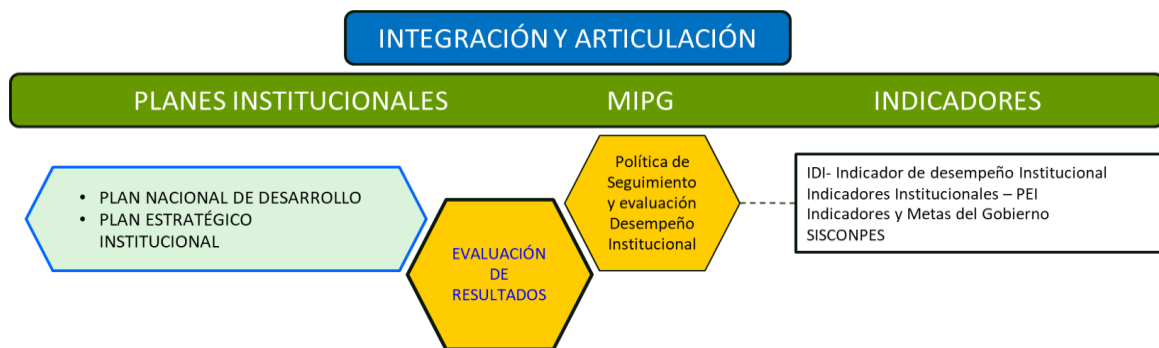 INTEGRACIÓN Y ARTICULACIÓN
PLANES INSTITUCIONALES
MIPG
INDICADORES
• PLAN NACIONAL DE DESARROLLO
• PLAN ESTRATÉGICO
INSTITUCIONAL
EVALUACIÓN
DE
RESULTADOS
Política de
Seguimiento
y evaluación
Desempeño
Institucional
IDI- Indicador de desempeño Institucional
Indicadores Institucionales – PEI
Indicadores y Metas del Gobierno
SISCONPES